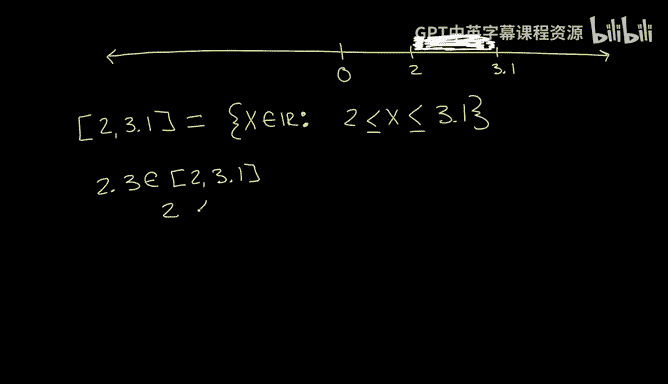 GPT中英字幕课程资源 bilibili
0 2 3.1
[2,3.1] = {x∈ℝ: 2≤x≤3.1}
2.3∈[2,3.1]
2